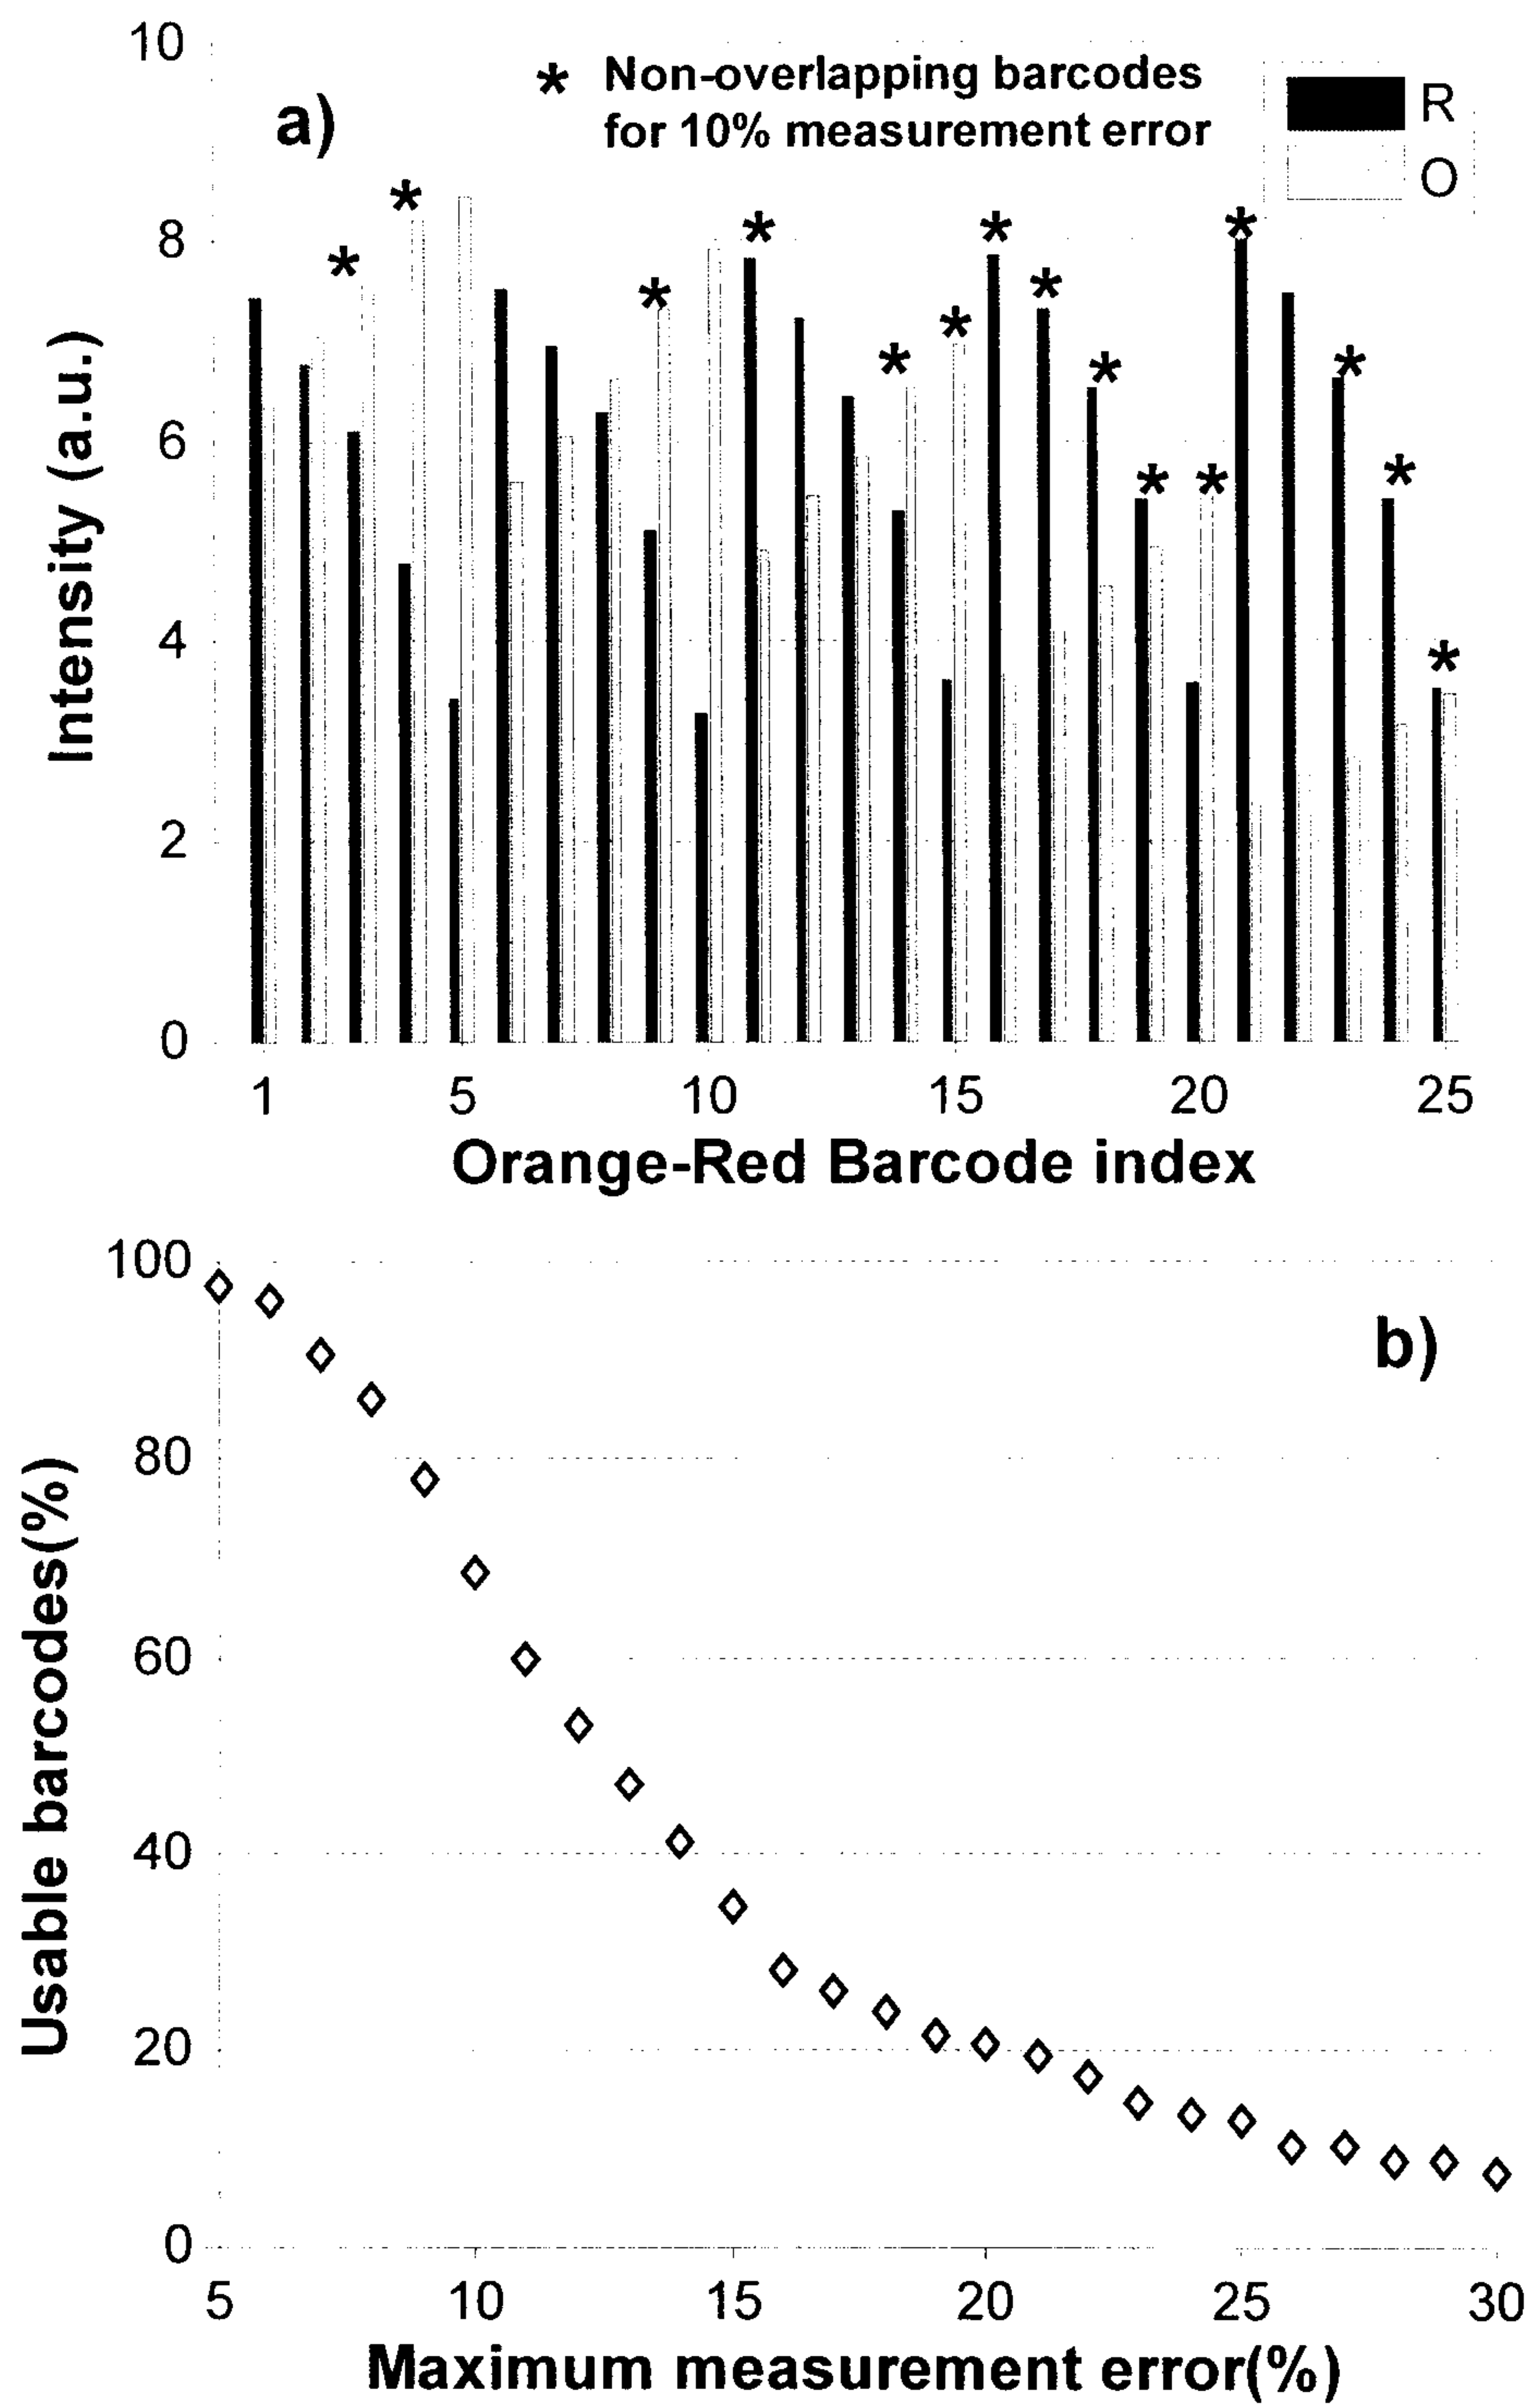 10
a)
* Non-overlapping barcodes
for 10% measurement error
R
O
8
6
4
2
0
Intensity (a.u.)
* * * * * * * * * * * * * * *
1 5 10 15 20 25
Orange-Red Barcode index
100
b)
80
60
40
20
0
Usable barcodes(%)
5 10 15 20 25 30
Maximum measurement error(%)